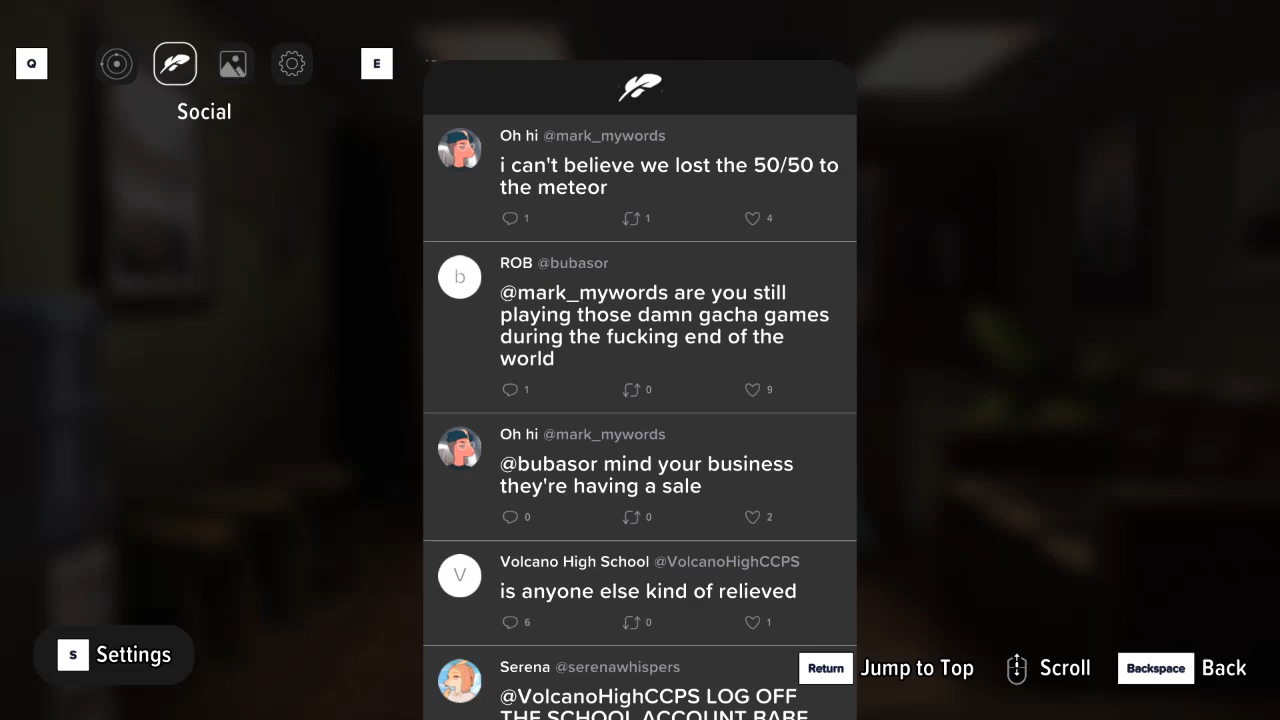 Q
E
Social
Oh hi @mark_mywords
i can't believe we lost the 50/50 to
the meteor
1 1 4
b
ROB @bubasor
@mark_mywords are you still
playing those damn gacha games
during the fucking end of the
world
1 0 9
Oh hi @mark_mywords
@bubasor mind your business
they're having a sale
0 0 2
V
Volcano High School @VolcanoHighCCPS
is anyone else kind of relieved
6 0 1
Serena @serenawhispers
@VolcanoHighCCPS LOG OFF
THE SCHOOL ACCOUNT BABE
S Settings
Return Jump to Top
Scroll
Backspace Back